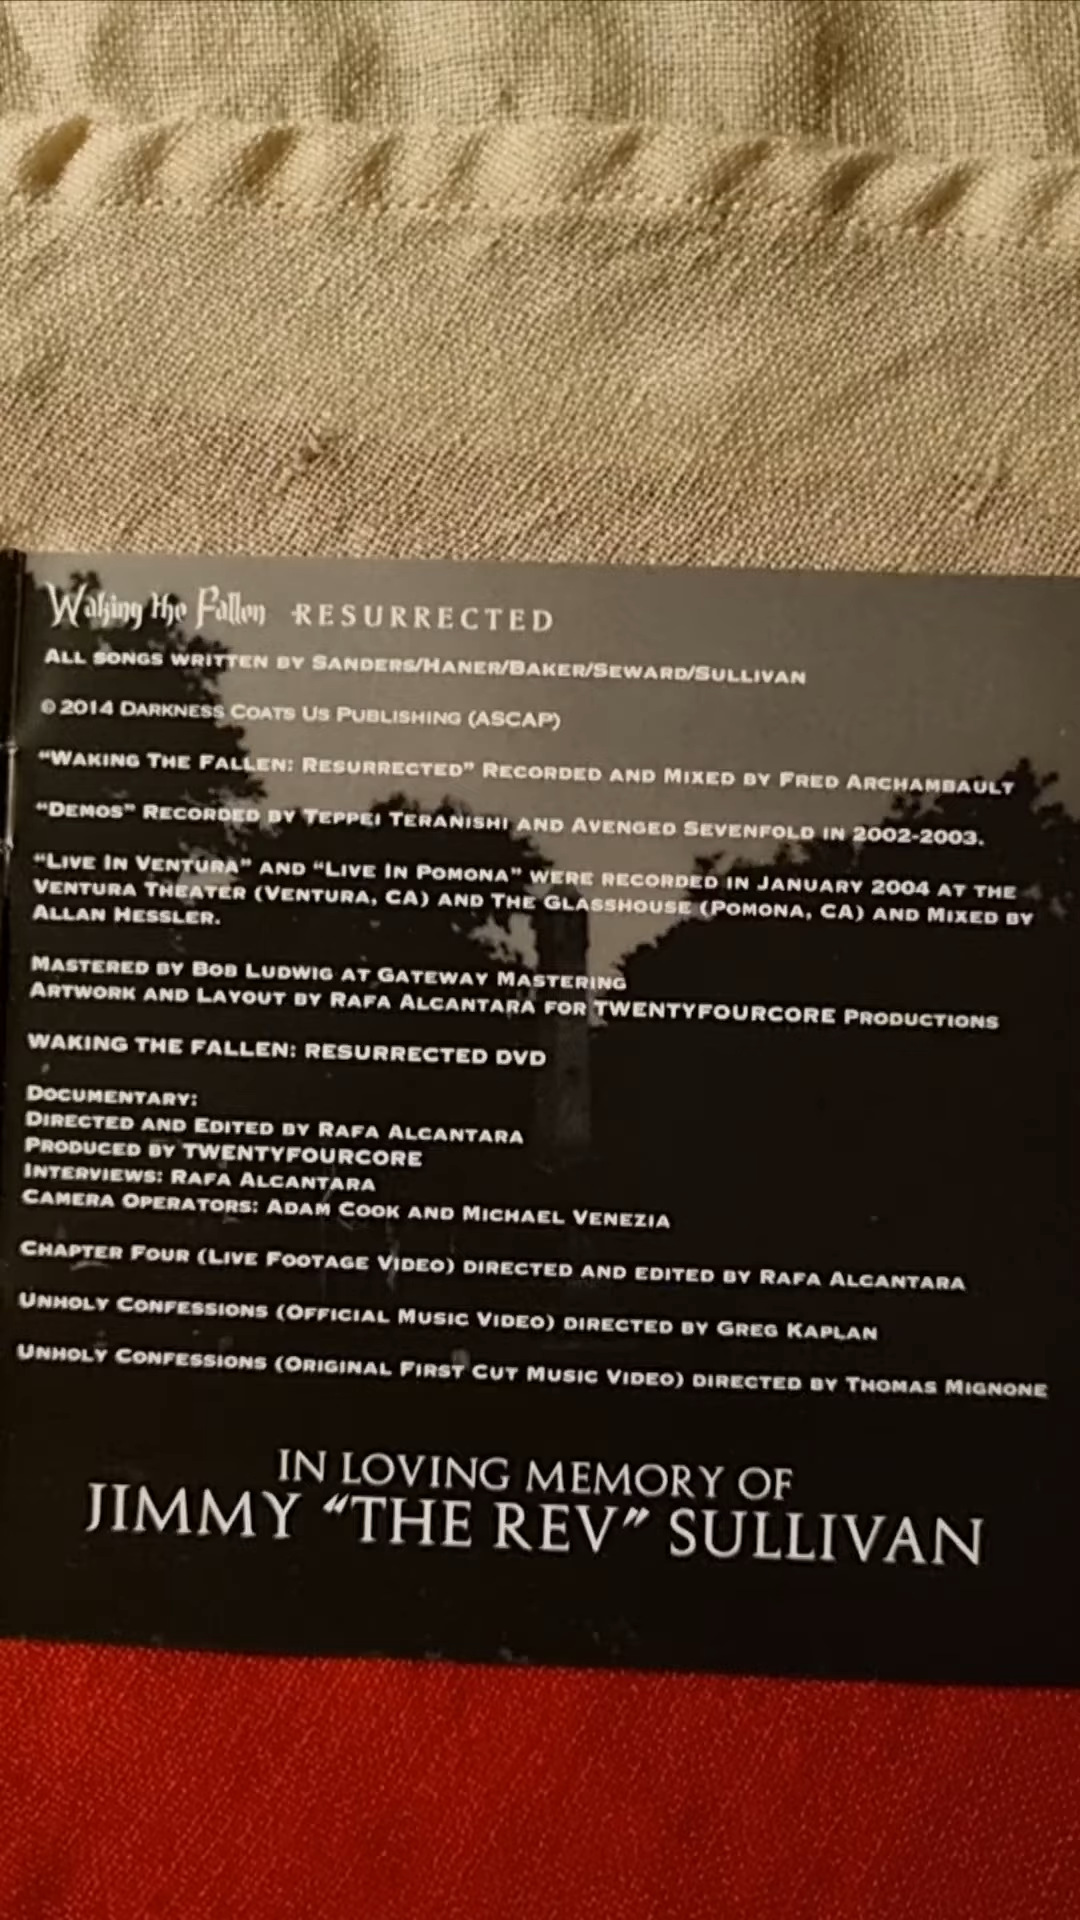 Waking the Fallen RESURRECTED
ALL SONGS WRITTEN BY SANDERS/HANER/BAKER/SEWARD/SULLIVAN
© 2014 DARKNESS COATS US PUBLISHING (ASCAP)
"WAKING THE FALLEN: RESURRECTED" RECORDED AND MIXED BY FRED ARCHAMBAULT
"DEMOS" RECORDED BY TEPPEI TERANISHI AND AVENGED SEVENFOLD IN 2002-2003.
"LIVE IN VENTURA" AND "LIVE IN POMONA" WERE RECORDED IN JANUARY 2004 AT THE
VENTURA THEATER (VENTURA, CA) AND THE GLASSHOUSE (POMONA, CA) AND MIXED BY
ALLAN HESSLER.
MASTERED BY BOB LUDWIG AT GATEWAY MASTERING
ARTWORK AND LAYOUT BY RAFA ALCANTARA FOR TWENTYFOURCORE PRODUCTIONS
WAKING THE FALLEN: RESURRECTED DVD
DOCUMENTARY:
DIRECTED AND EDITED BY RAFA ALCANTARA
PRODUCED BY TWENTYFOURCORE
INTERVIEWS: RAFA ALCANTARA
CAMERA OPERATORS: ADAM COOK AND MICHAEL VENEZIA
CHAPTER FOUR (LIVE FOOTAGE VIDEO) DIRECTED AND EDITED BY RAFA ALCANTARA
UNHOLY CONFESSIONS (OFFICIAL MUSIC VIDEO) DIRECTED BY GREG KAPLAN
UNHOLY CONFESSIONS (ORIGINAL FIRST CUT MUSIC VIDEO) DIRECTED BY THOMAS MIGNONE
IN LOVING MEMORY OF
JIMMY "THE REV" SULLIVAN